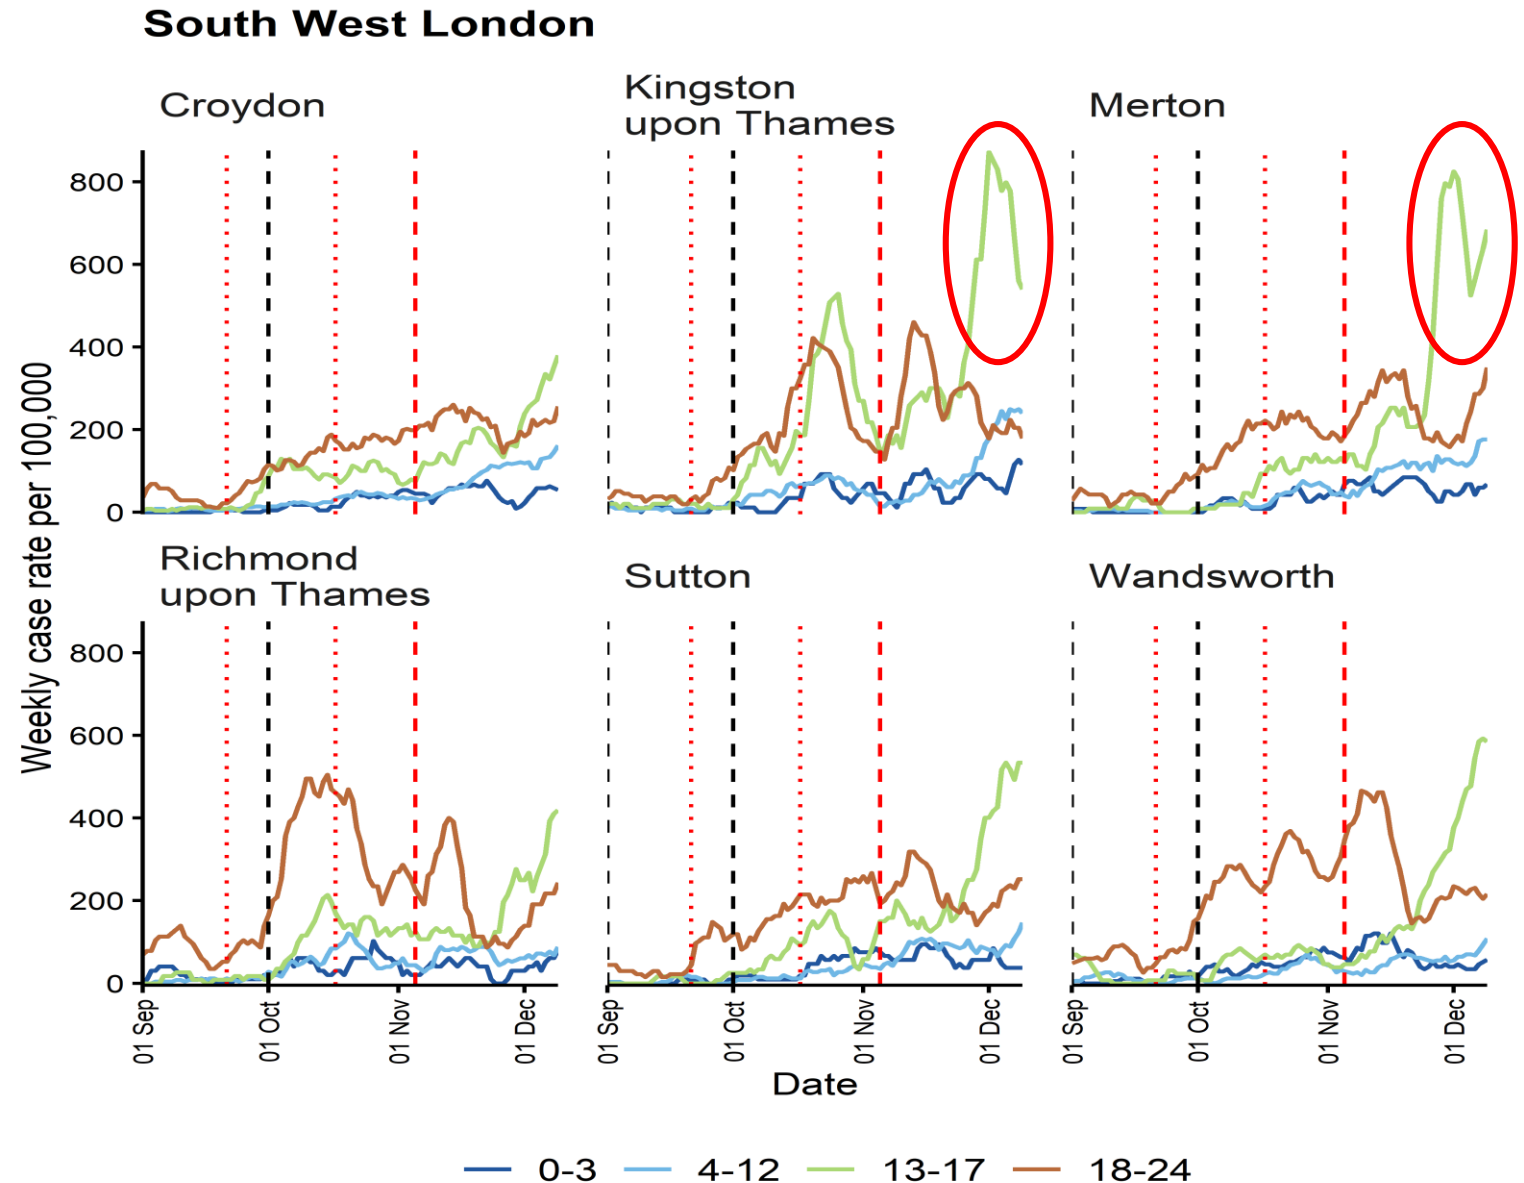 South West London
Croydon
Kingston
upon Thames
Merton
800
600
400
200
0
Richmond
upon Thames
Sutton
Wandsworth
800
600
400
200
0
Weekly case rate per 100,000
01 Sep
01 Oct
01 Nov
01 Dec
01 Sep
01 Oct
01 Nov
01 Dec
01 Sep
01 Oct
01 Nov
01 Dec
Date
0-3
4-12
13-17
18-24